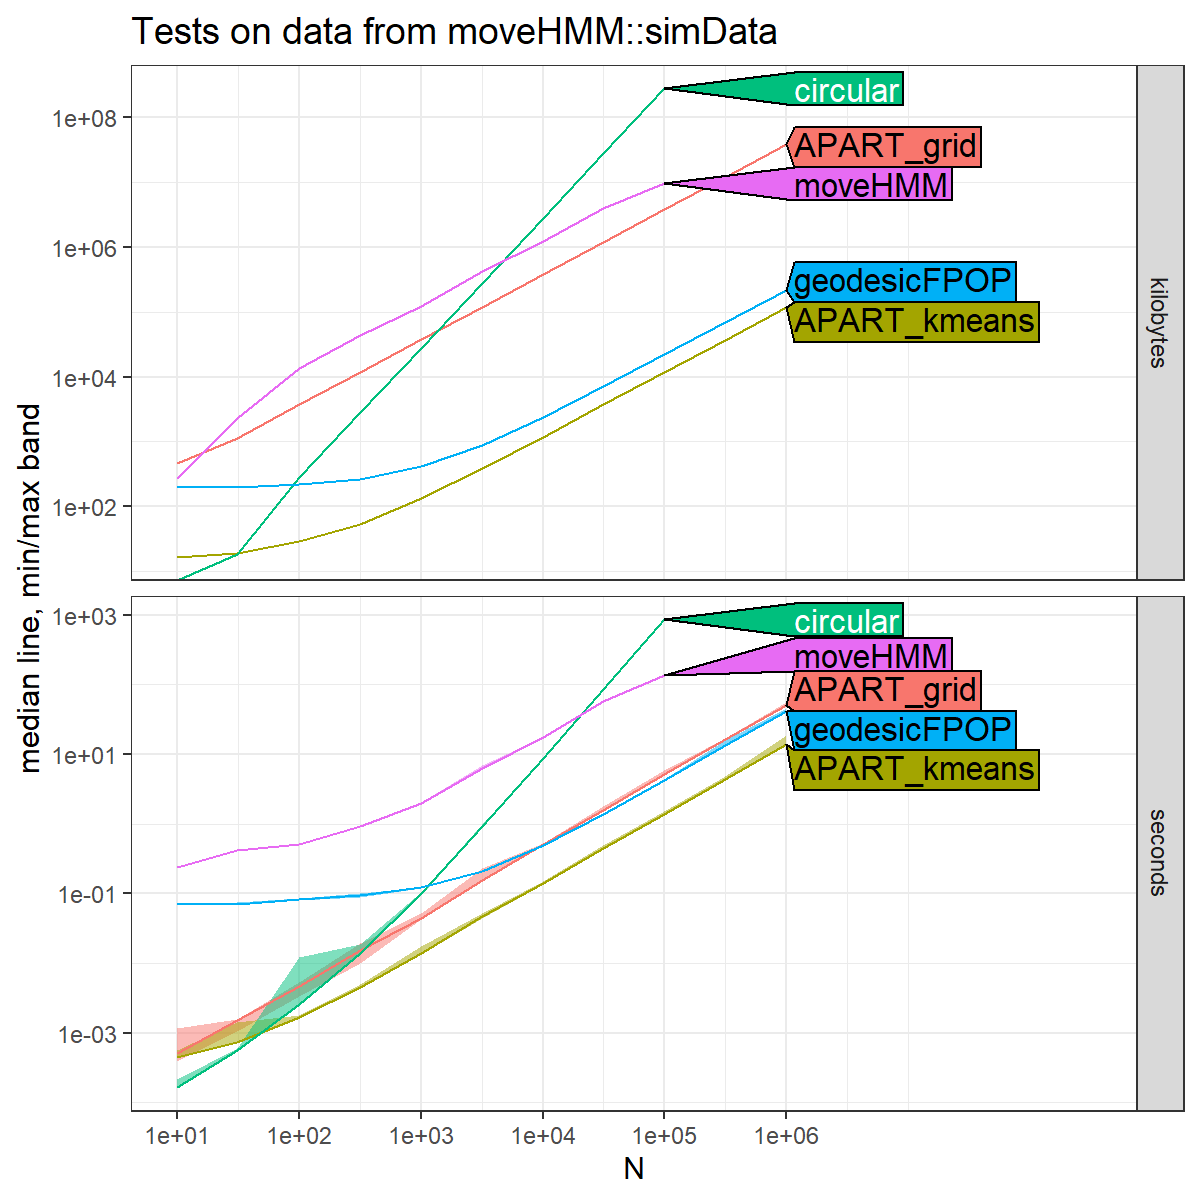 Tests on data from moveHMM::simData
median line, min/max band
1e+08
1e+06
1e+04
1e+02
circular
APART_grid
moveHMM
geodesicFPOP
APART_kmeans
kilobytes
1e+03
1e+01
1e-01
1e-03
circular
moveHMM
APART_grid
geodesicFPOP
APART_kmeans
seconds
1e+01 1e+02 1e+03 1e+04 1e+05 1e+06
N